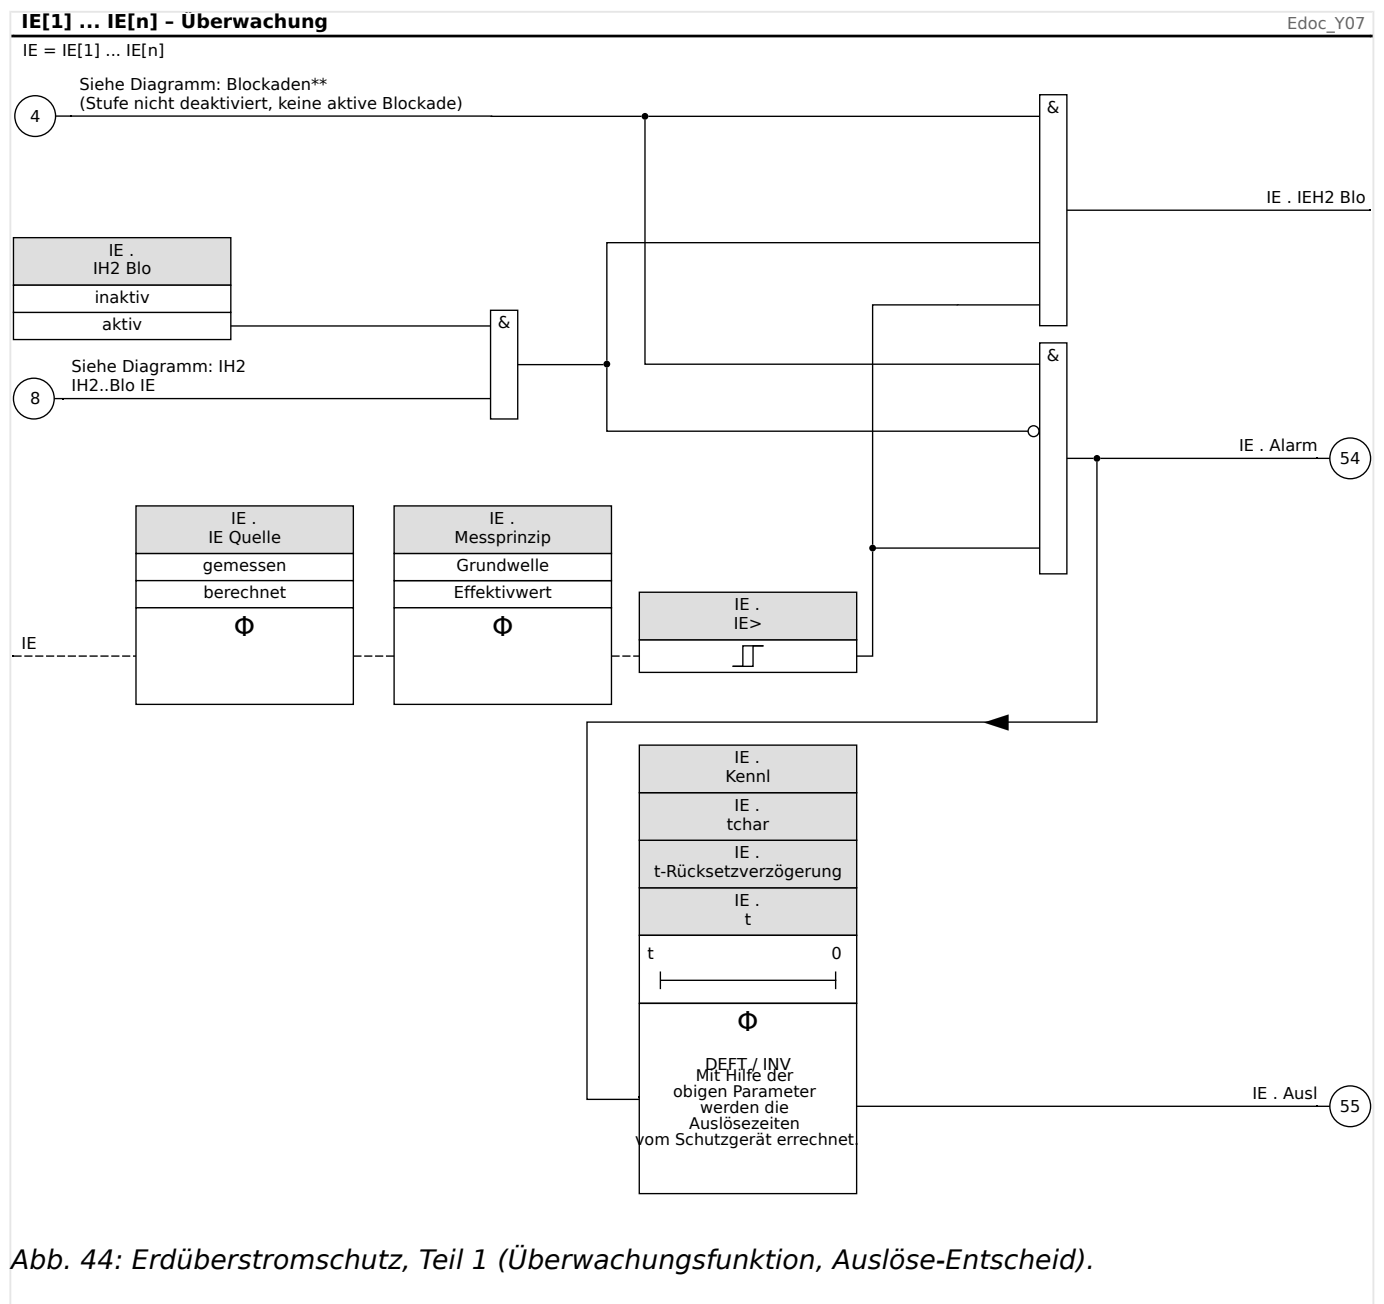 IE[1] ... IE[n] – Überwachung
Edoc_Y07
IE = IE[1] ... IE[n]
Siehe Diagramm: Blockaden**
(Stufe nicht deaktiviert, keine aktive Blockade)
4
&
IE . IEH2 Blo
IE .
IH2 Blo
inaktiv
aktiv
&
Siehe Diagramm: IH2
IH2..Blo IE
8
&
IE . Alarm
54
IE .
IE Quelle
gemessen
berechnet
Φ
IE .
Messprinzip
Grundwelle
Effektivwert
Φ
IE .
IE>
IE
IE .
Kennl
IE .
tchar
IE .
t-Rücksetzverzögerung
IE .
t
t 0
Φ
DEFT / INV
Mit Hilfe der
obigen Parameter
werden die
Auslösezeiten
vom Schutzgerät errechnet.
IE . Ausl
55
Abb. 44: Erdüberstromschutz, Teil 1 (Überwachungsfunktion, Auslöse-Entscheid).